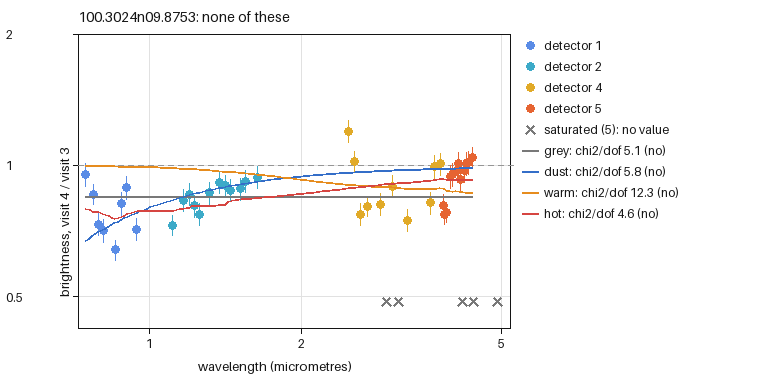 100.3024n09.8753: none of these
2
1
0.5
brightness, visit 4 / visit 3
1
2
5
wavelength (micrometres)
detector 1
detector 2
detector 4
detector 5
saturated (5): no value
grey: chi2/dof 5.1 (no)
dust: chi2/dof 5.8 (no)
warm: chi2/dof 12.3 (no)
hot: chi2/dof 4.6 (no)